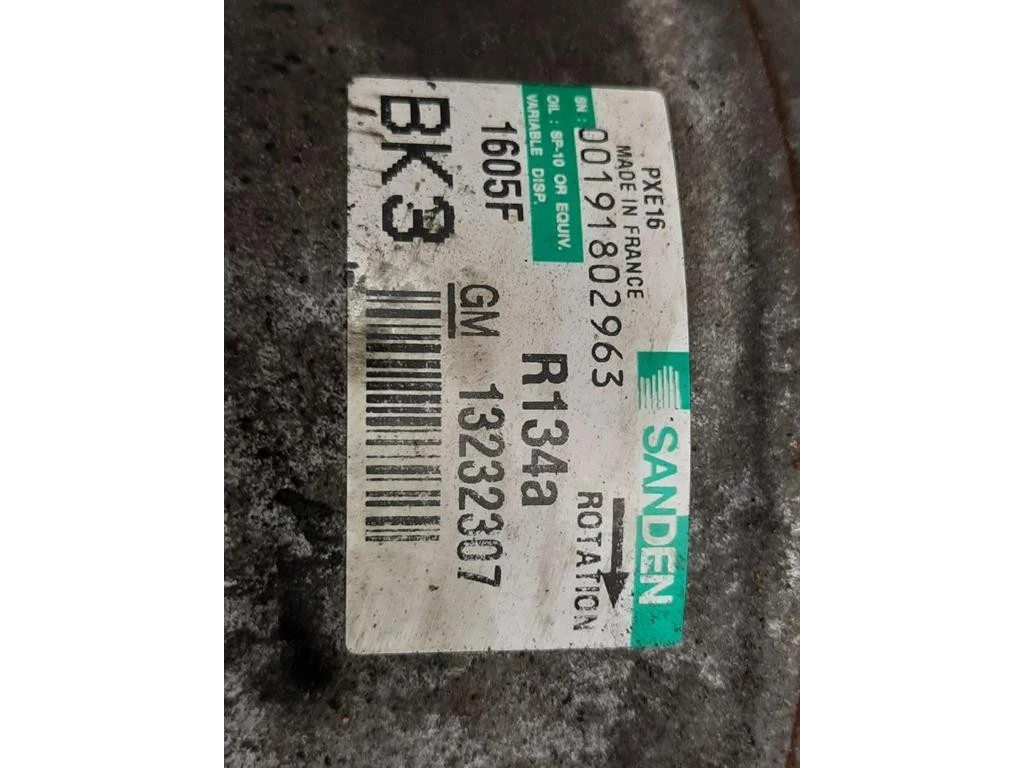 SANDEN
PXE16
MADE IN FRANCE
SN : 00191802963
ROTATION
OIL : SP-10 OR EQUIV.
VARIABLE DISP.
R134a
1605F
GM 13232307
BK3